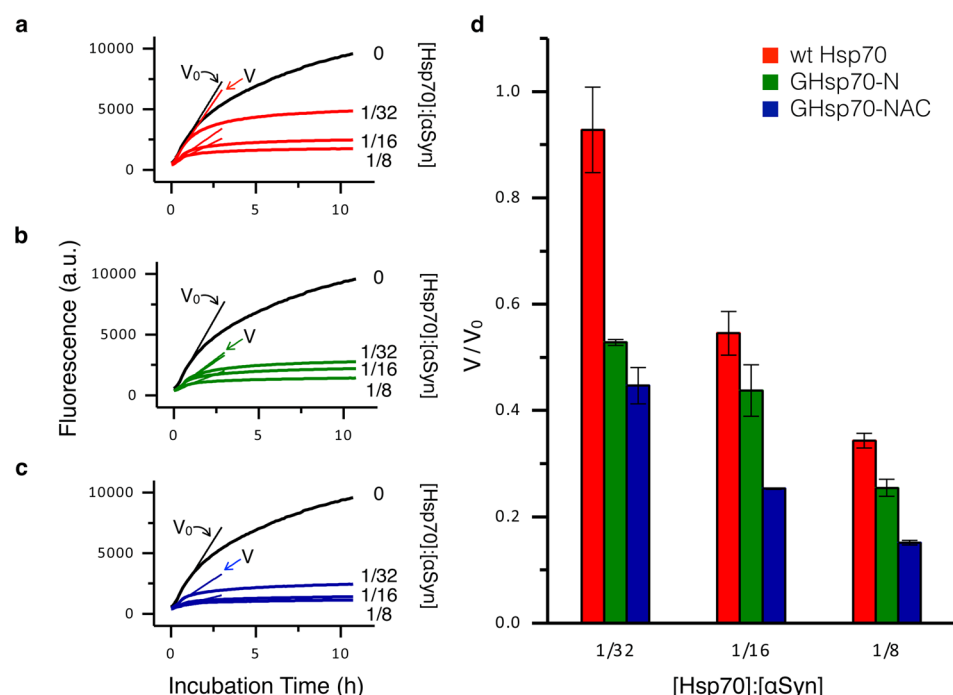 a
10000
5000
0
0
5
10
V₀
V
0
1/32
1/16
1/8
[Hsp70]:[αSyn]
b
10000
5000
0
0
5
10
V₀
V
0
1/32
1/16
1/8
[Hsp70]:[αSyn]
c
10000
5000
0
0
5
10
V₀
V
0
1/32
1/16
1/8
[Hsp70]:[αSyn]
Fluorescence (a.u.)
Incubation Time (h)
d
wt Hsp70
GHsp70-N
GHsp70-NAC
1.0
0.8
0.6
0.4
0.2
0.0
V / V₀
1/32
1/16
1/8
[Hsp70]:[αSyn]